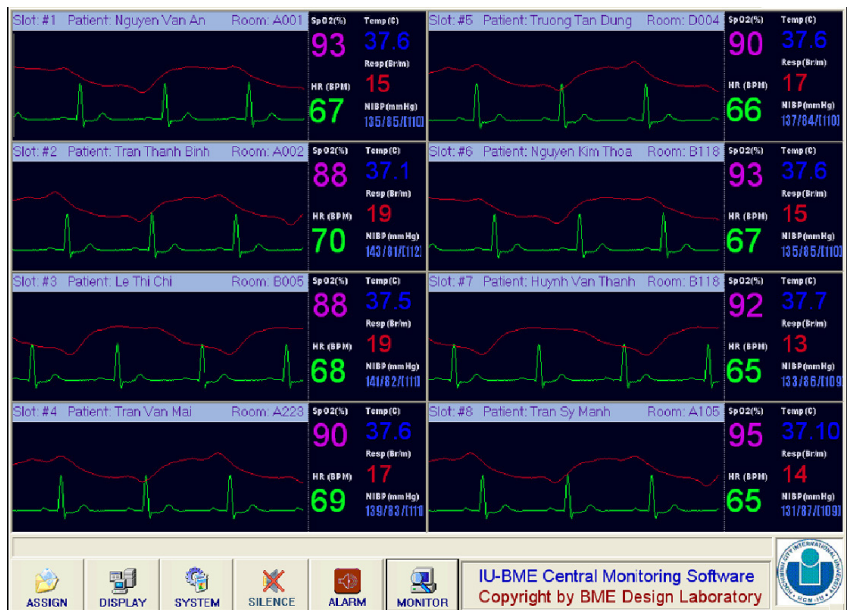 Slot: #1 Patient: Nguyen Van An Room: A001
SpO2(%) Temp(C)
93 37.6
Resp(Br/m)
15
HR (BPM)
67
NIBP(mmHg)
135/85/[110]
Slot: #2 Patient: Tran Thanh Binh Room: A002
SpO2(%) Temp(C)
88 37.1
Resp(Br/m)
19
HR (BPM)
70
NIBP(mmHg)
143/81/[112]
Slot: #3 Patient: Le Thi Chi Room: B005
SpO2(%) Temp(C)
88 37.5
Resp(Br/m)
19
HR (BPM)
68
NIBP(mmHg)
141/82/[111]
Slot: #4 Patient: Tran Van Mai Room: A223
SpO2(%) Temp(C)
90 37.6
Resp(Br/m)
17
HR (BPM)
69
NIBP(mmHg)
139/83/[111
Slot: #5 Patient: Truong Tan Dung Room: D004
SpO2(%) Temp(C)
90 37.6
Resp(Br/m)
17
HR (BPM)
66
NIBP(mmHg)
137/84/[110]
Slot: #6 Patient: Nguyen Kim Thoa Room: B118
SpO2(%) Temp(C)
93 37.6
Resp(Br/m)
15
HR (BPM)
67
NIBP(mmHg)
135/85/[110]
Slot: #7 Patient: Huynh Van Thanh Room: B118
SpO2(%) Temp(C)
92 37.7
Resp(Br/m)
13
HR (BPM)
65
NIBP(mmHg)
133/86/[109
Slot: #8 Patient: Tran Sy Manh Room: A105
SpO2(%) Temp(C)
95 37.10
Resp(Br/m)
14
HR (BPM)
65
NIBP(mmHg)
131/87/[109]
ASSIGN DISPLAY SYSTEM SILENCE ALARM MONITOR
IU-BME Central Monitoring Software
Copyright by BME Design Laboratory